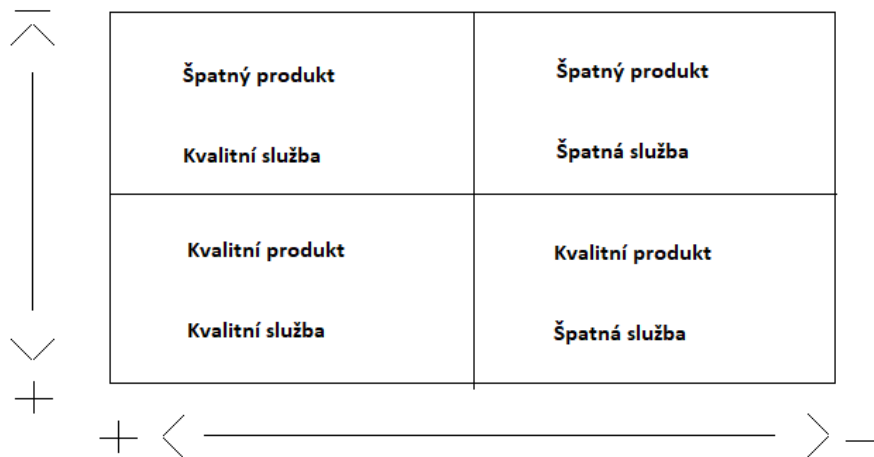 Špatný produkt
Kvalitní služba
Špatný produkt
Špatná služba
Kvalitní produkt
Kvalitní služba
Kvalitní produkt
Špatná služba